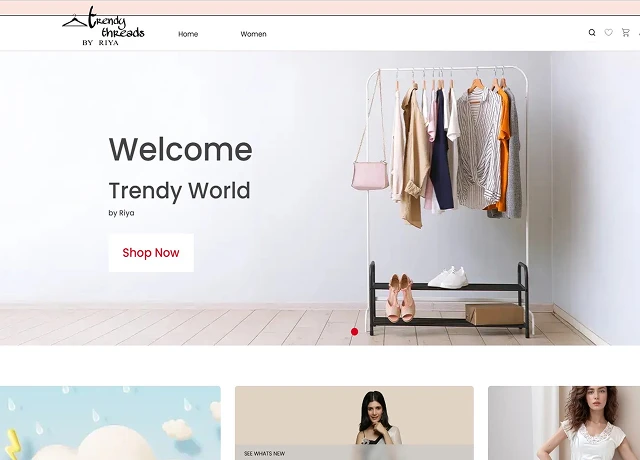 trendy
threads
BY RIYA
Home
Women
Welcome
Trendy World
by Riya
Shop Now
SEE WHATS NEW